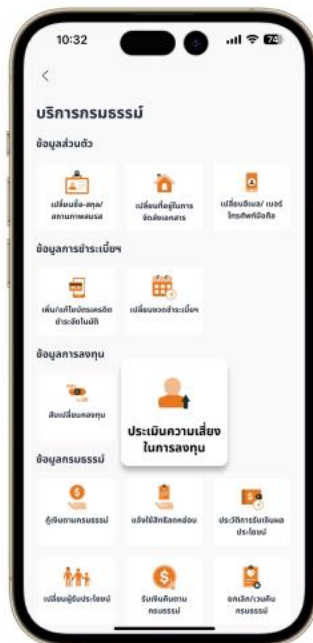 10:32
74
บริการกรมธรรม์
ข้อมูลส่วนตัว
เปลี่ยนชื่อ-สกุล/
สถานภาพสมรส
เปลี่ยนที่อยู่ในการ
จัดส่งเอกสาร
เปลี่ยนอีเมล/ เบอร์
โทรศัพท์มือถือ
ข้อมูลการชำระเบี้ยฯ
เพิ่ม/แก้ไขบัตรเครดิต
ชำระอัตโนมัติ
เปลี่ยนงวดชำระเบี้ยฯ
ข้อมูลการลงทุน
สับเปลี่ยนกองทุน
ประเมินความเสี่ยง
ในการลงทุน
ข้อมูลกรมธรรม์
กู้เงินตามกรมธรรม์
แจ้งใช้สิทธิลดหย่อน
ประวัติการรับเงินผล
ประโยชน์
เปลี่ยนผู้รับประโยชน์
รับเงินคืนตาม
กรมธรรม์
ยกเลิก/เวนคืน
กรมธรรม์